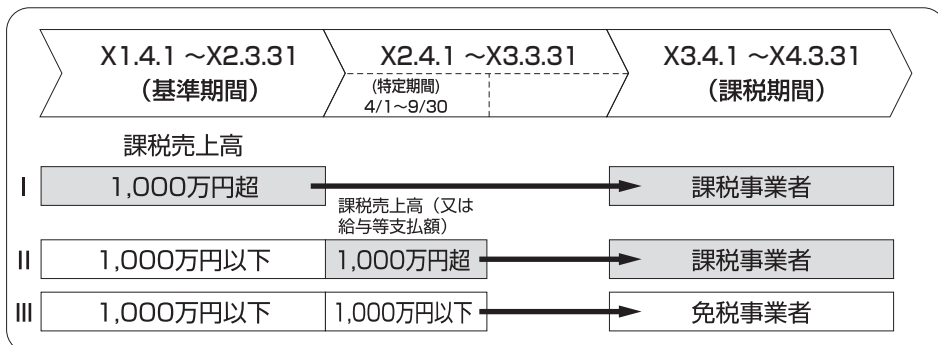 X1.4.1 ～X2.3.31
(基準期間)
X2.4.1 ～X3.3.31
(特定期間)
4/1～9/30
X3.4.1～X4.3.31
(課税期間)
課税売上高
Ⅰ 1,000万円超 課税事業者
課税売上高（又は
給与等支払額）
Ⅱ 1,000万円以下 1,000万円超 課税事業者
Ⅲ 1,000万円以下 1,000万円以下 免税事業者